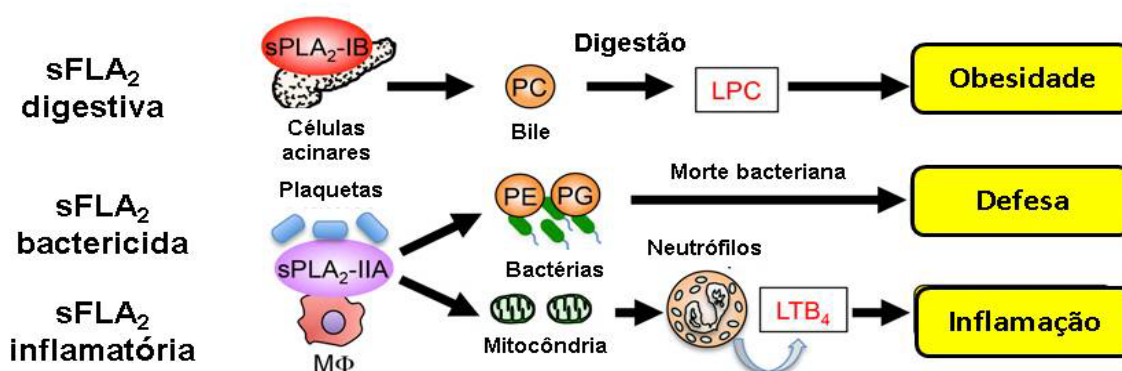 sFLA₂
digestiva
sPLA₂-IB
Células
acinares
PC
Bile
Digestão
LPC
Obesidade
sFLA₂
bactericida
Plaquetas
sPLA₂-IIA
PE PG
Bactérias
Morte bacteriana
Defesa
sFLA₂
inflamatória
MΦ
Mitocôndria
Neutrófilos
LTB₄
Inflamação